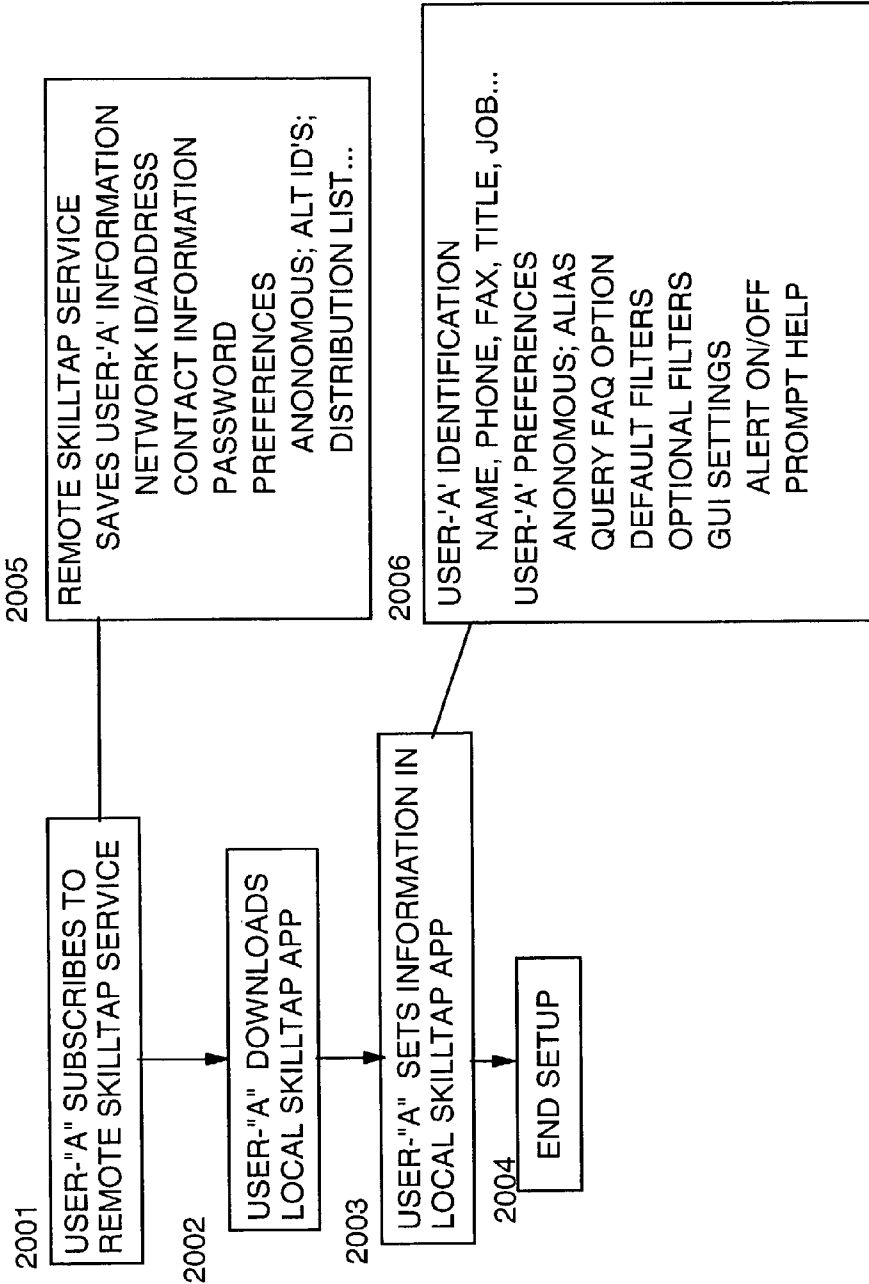 2001
USER-"A" SUBSCRIBES TO
REMOTE SKILLTAP SERVICE
2002
USER-"A" DOWNLOADS
LOCAL SKILLTAP APP
2003
USER-"A" SETS INFORMATION IN
LOCAL SKILLTAP APP
2004
END SETUP
2005
REMOTE SKILLTAP SERVICE
SAVES USER-'A' INFORMATION
NETWORK ID/ADDRESS
CONTACT INFORMATION
PASSWORD
PREFERENCES
ANONOMOUS; ALT ID'S;
DISTRIBUTION LIST...
2006
USER-'A' IDENTIFICATION
NAME, PHONE, FAX, TITLE, JOB...
USER-'A' PREFERENCES
ANONOMOUS; ALIAS
QUERY FAQ OPTION
DEFAULT FILTERS
OPTIONAL FILTERS
GUI SETTINGS
ALERT ON/OFF
PROMPT HELP